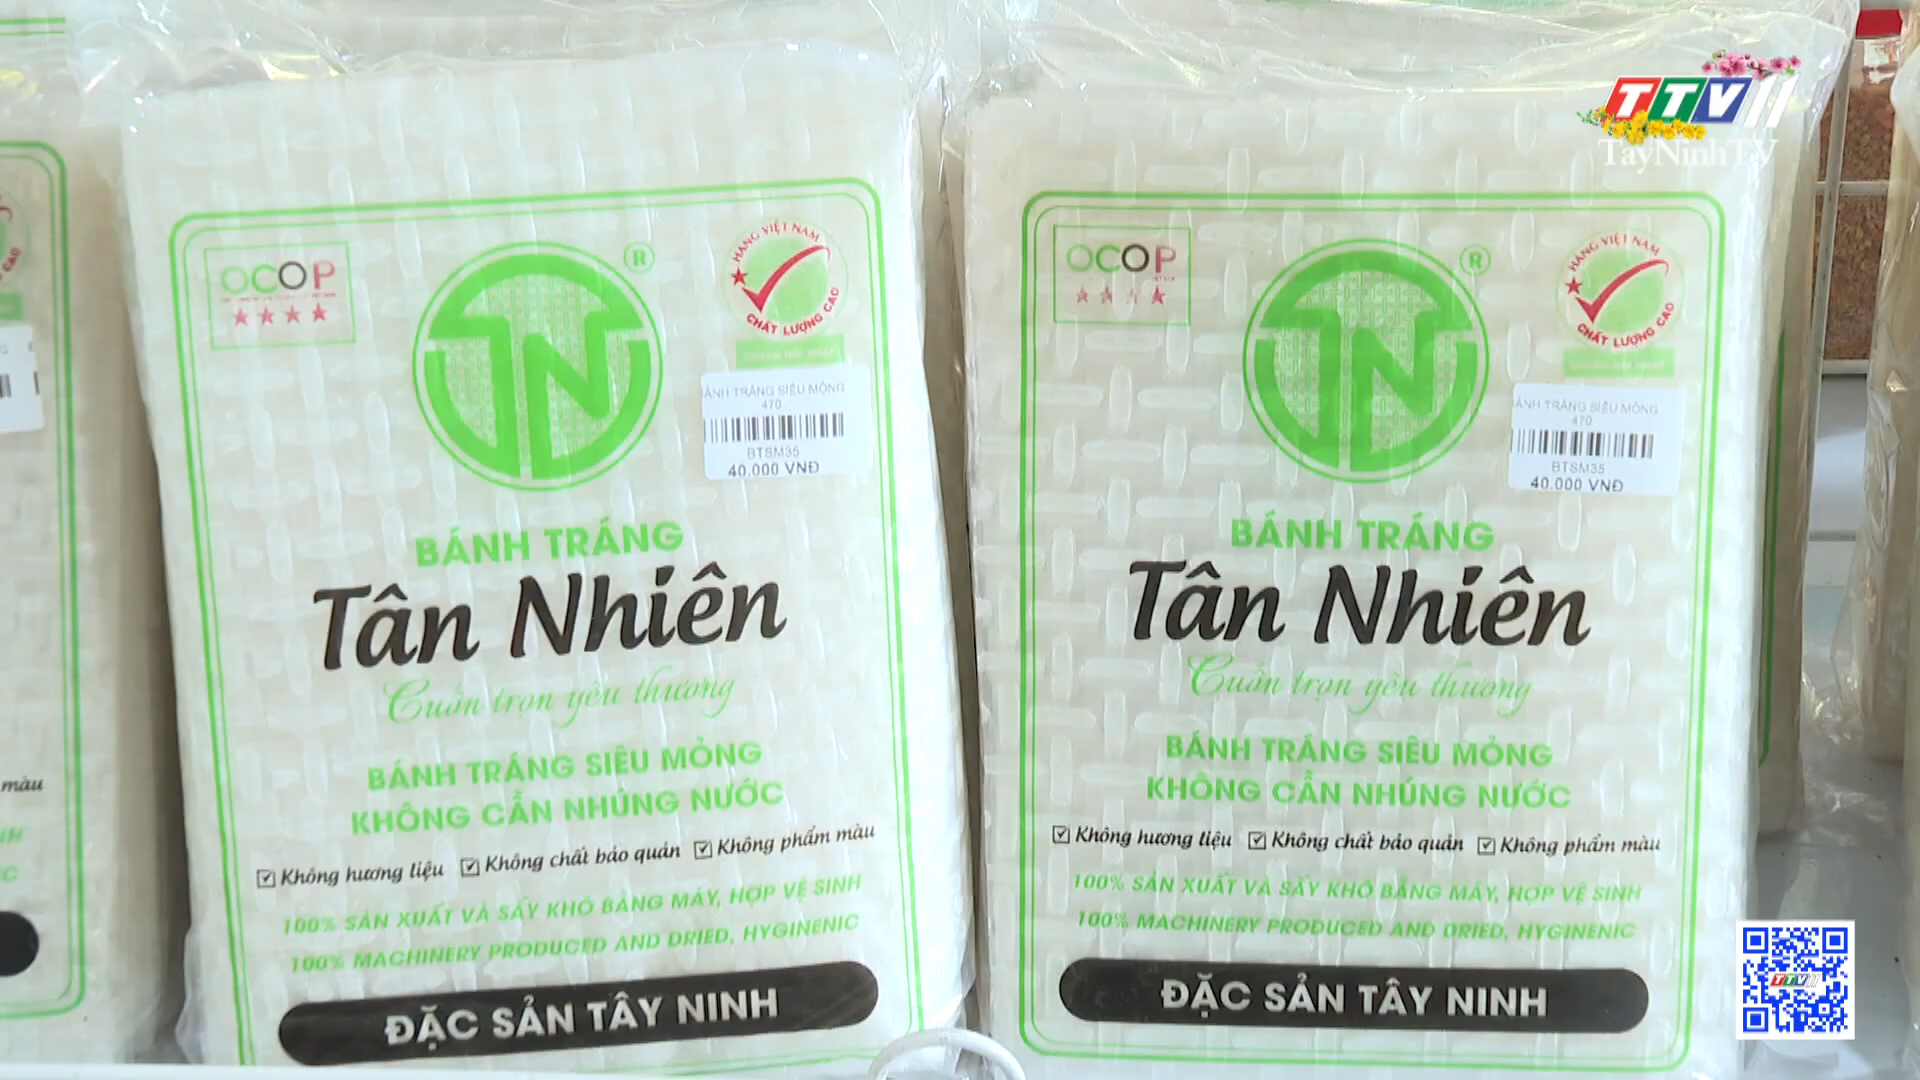 TTV11
TayNinhTV
OCOP
TN
®
HÀNG VIỆT NAM
CHẤT LƯỢNG CAO
BÁNH TRÁNG SIÊU MỎNG
470
BTSM35
40.000 VNĐ
BÁNH TRÁNG
Tân Nhiên
Cuốn trọn yêu thương
BÁNH TRÁNG SIÊU MỎNG
KHÔNG CẦN NHÚNG NƯỚC
Không hương liệu Không chất bảo quản Không phẩm màu
100% SẢN XUẤT VÀ SẤY KHÔ BẰNG MÁY, HỢP VỆ SINH
100% MACHINERY PRODUCED AND DRIED, HYGINENIC
ĐẶC SẢN TÂY NINH
OCOP
TN
®
HÀNG VIỆT NAM
CHẤT LƯỢNG CAO
BÁNH TRÁNG SIÊU MỎNG
470
BTSM35
40.000 VNĐ
BÁNH TRÁNG
Tân Nhiên
Cuốn trọn yêu thương
BÁNH TRÁNG SIÊU MỎNG
KHÔNG CẦN NHÚNG NƯỚC
Không hương liệu Không chất bảo quản Không phẩm màu
100% SẢN XUẤT VÀ SẤY KHÔ BẰNG MÁY, HỢP VỆ SINH
100% MACHINERY PRODUCED AND DRIED, HYGINENIC
ĐẶC SẢN TÂY NINH
màu
TTV11